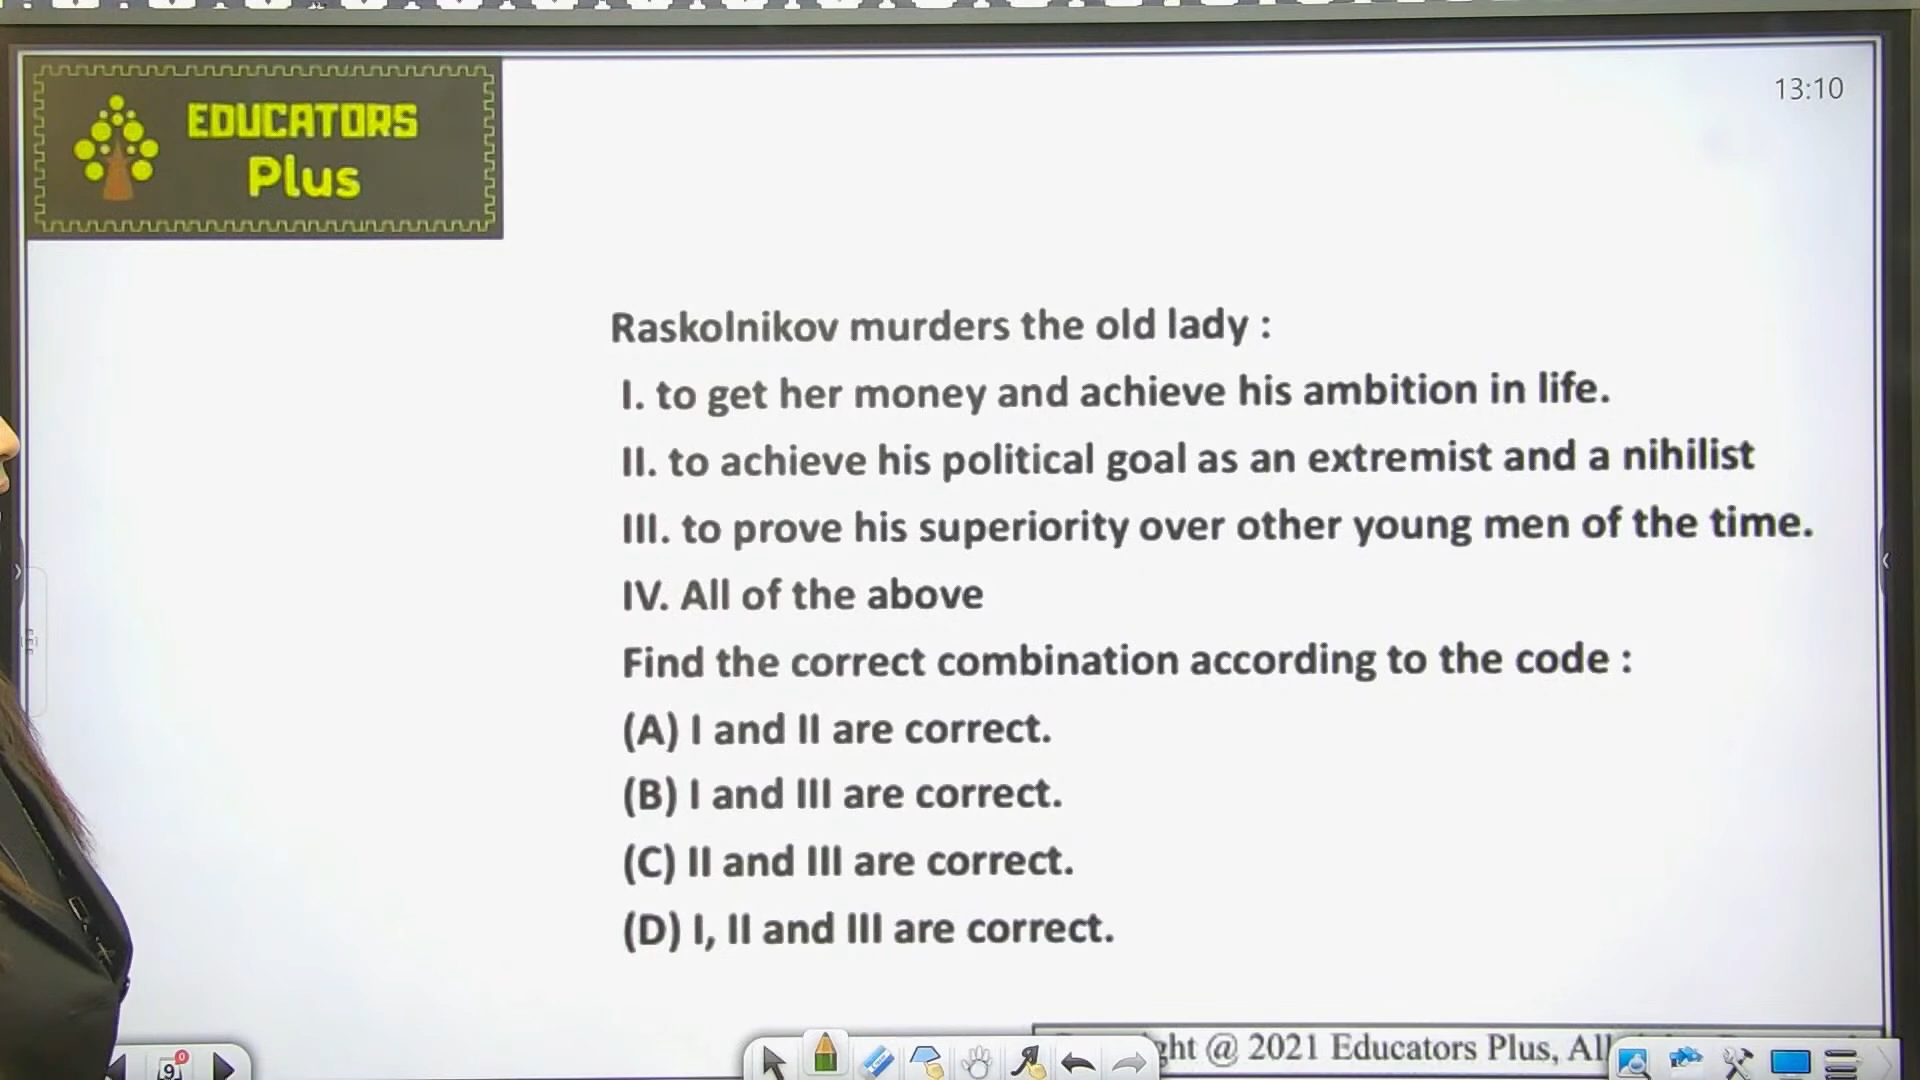 EDUCATORS
Plus
13:10
Raskolnikov murders the old lady :
I. to get her money and achieve his ambition in life.
II. to achieve his political goal as an extremist and a nihilist
III. to prove his superiority over other young men of the time.
IV. All of the above
Find the correct combination according to the code :
(A) I and II are correct.
(B) I and III are correct.
(C) II and III are correct.
(D) I, II and III are correct.
@ 2021 Educators Plus, All
9
0